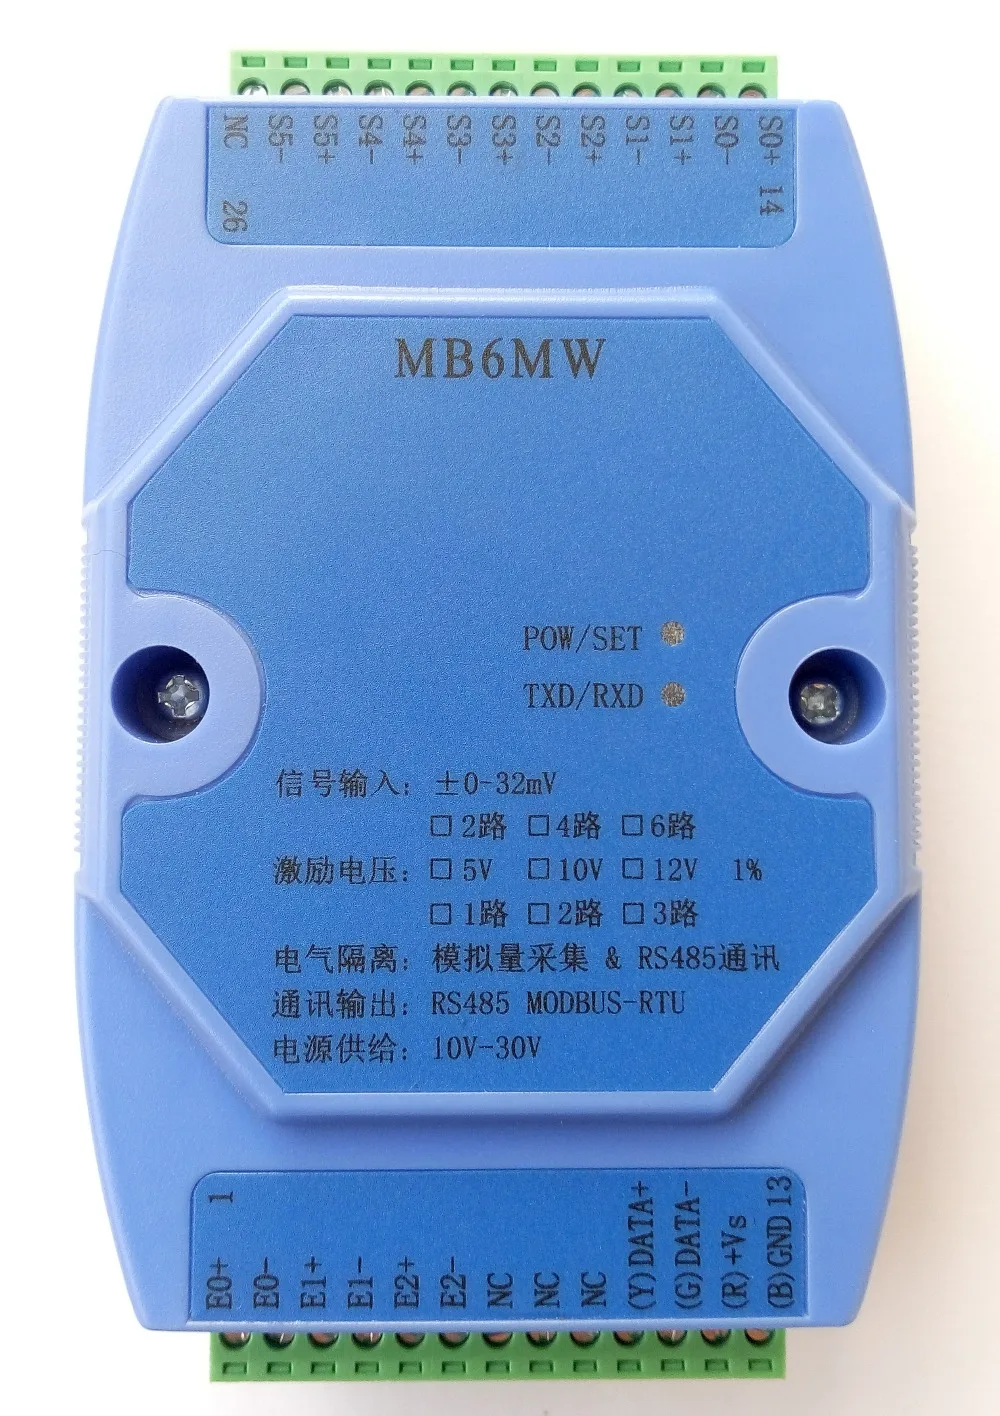 NC S5- S5+ S4- S4+ S3- S3+ S2- S2+ S1- S1+ S0- S0+
26 14
MB6MW
POW/SET
TXD/RXD
信号输入: ±0-32mV
□2路 □4路 □6路
激励电压: □5V □10V □12V 1%
□1路 □2路 □3路
电气隔离: 模拟量采集 & RS485通讯
通讯输出: RS485 MODBUS-RTU
电源供给: 10V-30V
1 13
E0+ E0- E1+ E1- E2+ E2- NC NC NC (Y)DATA+ (G)DATA- (R)+Vs (B)GND